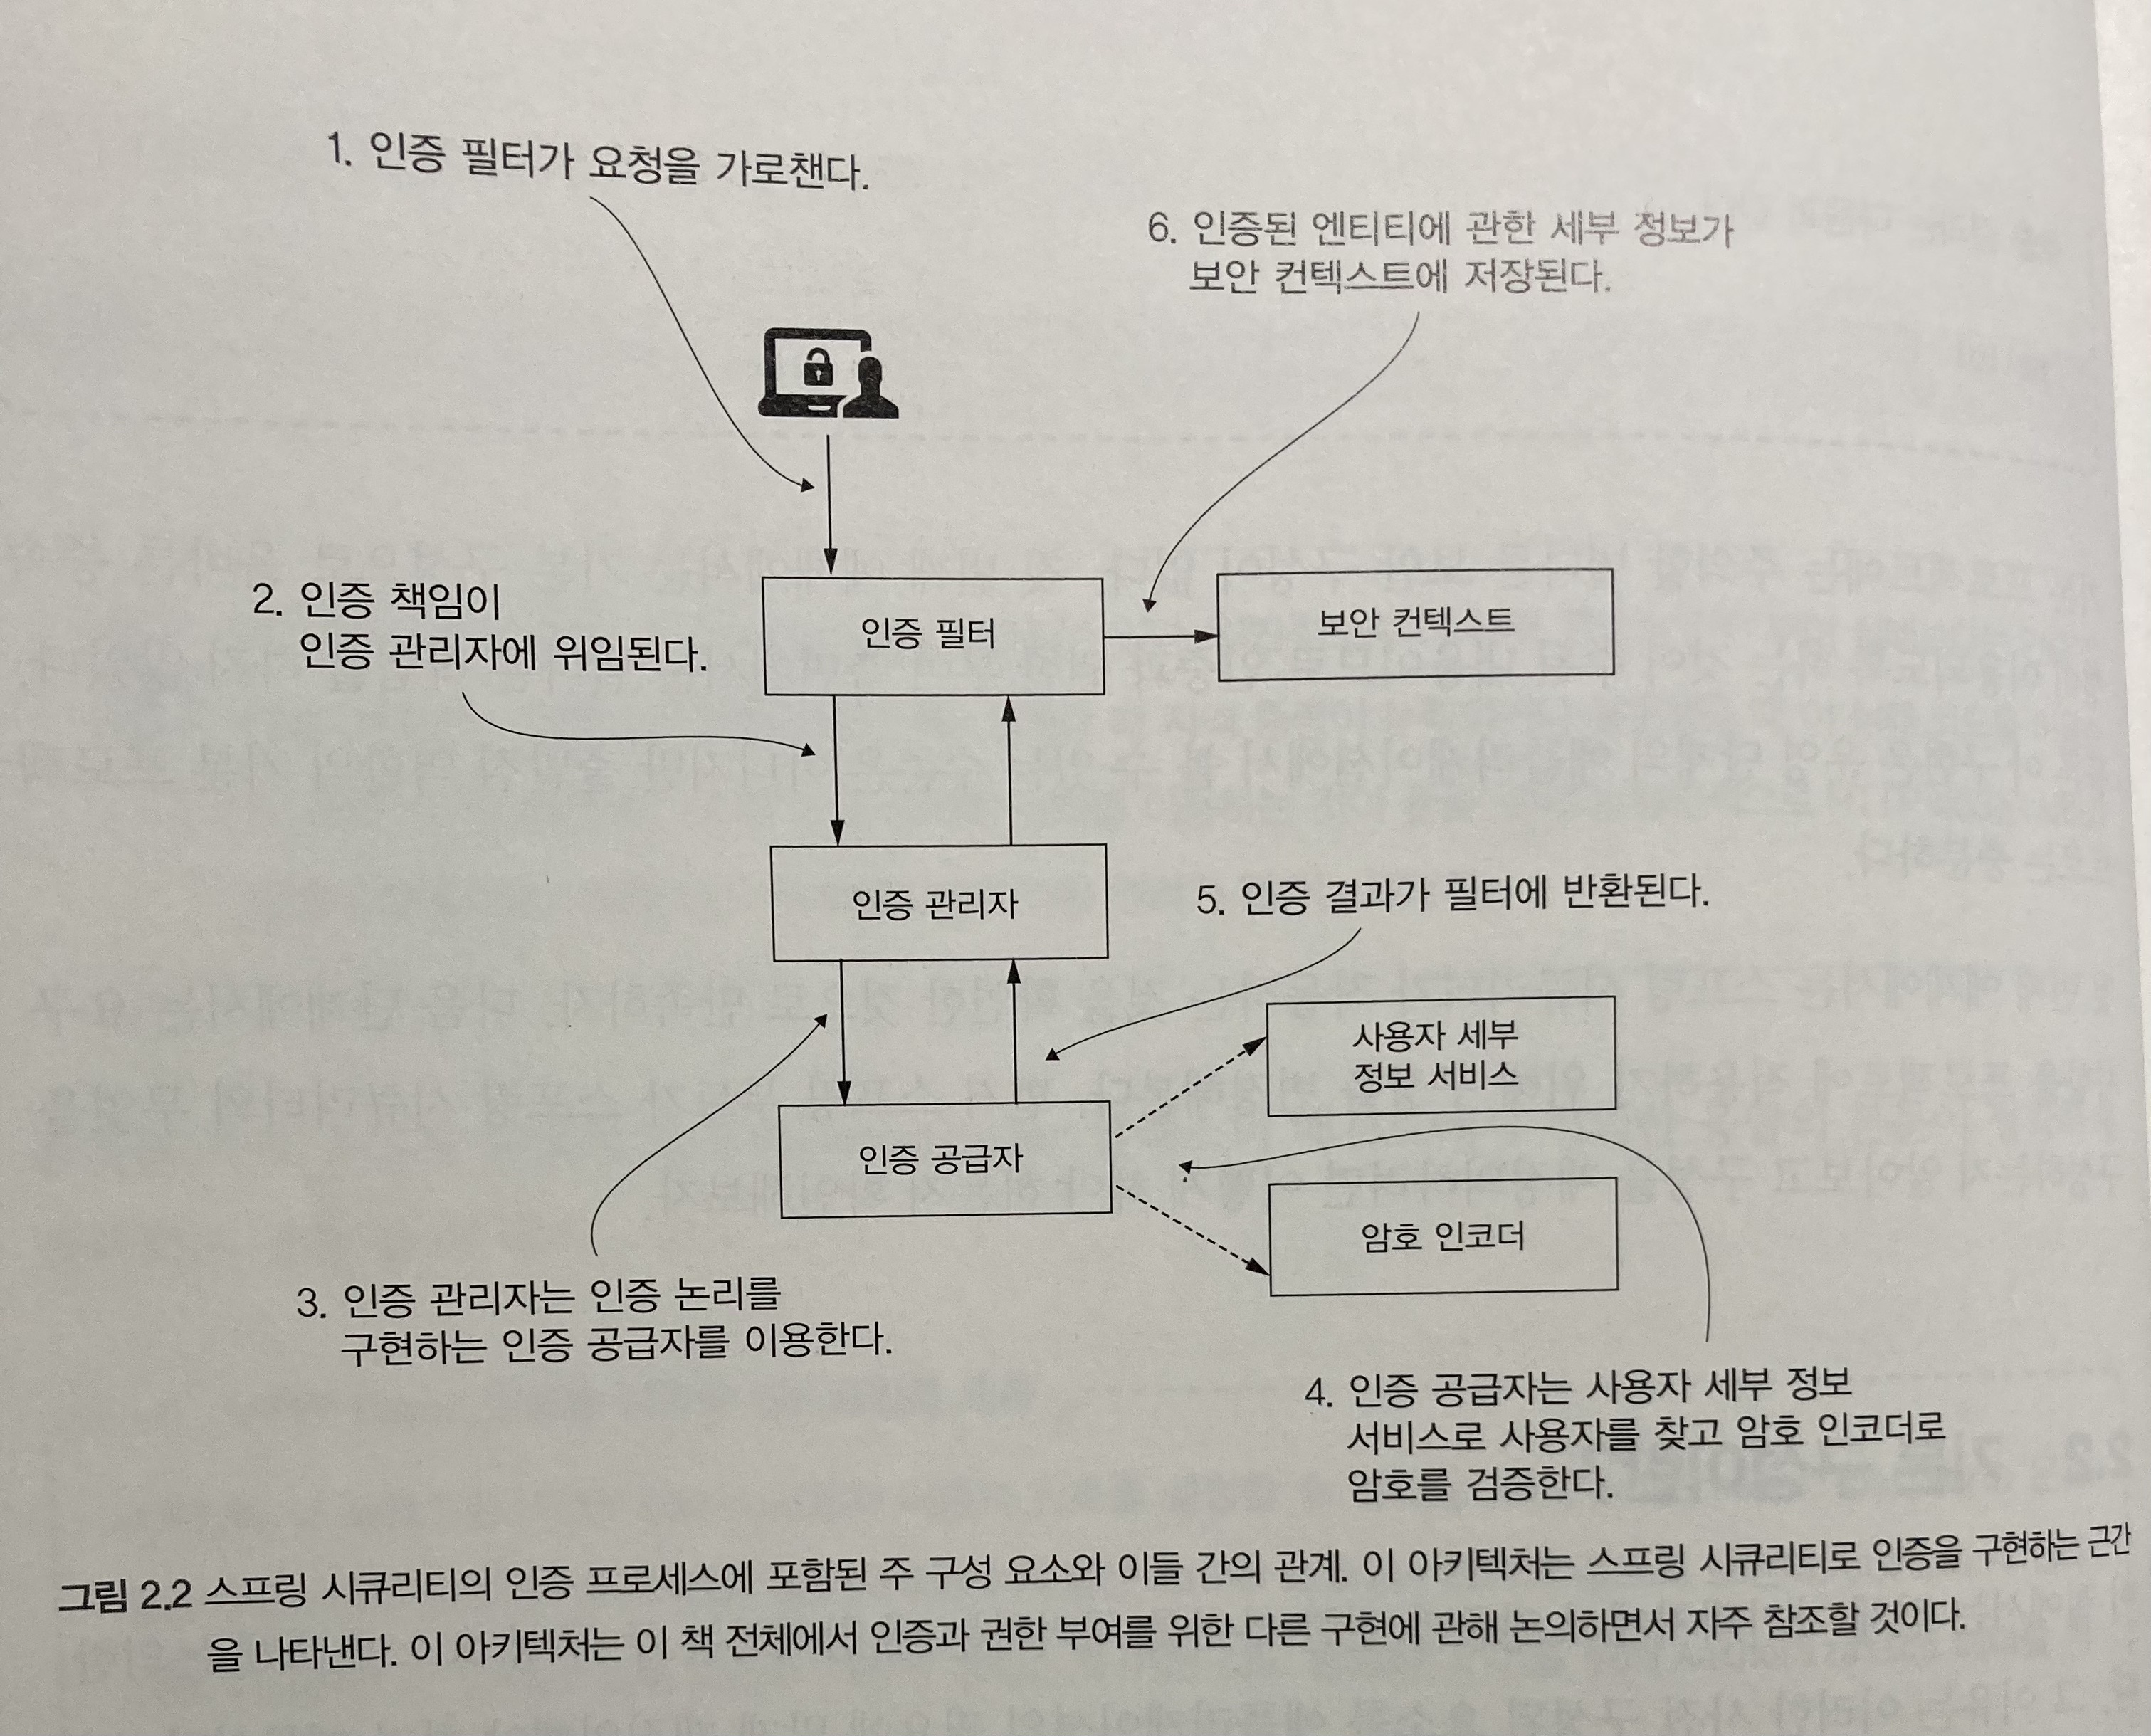 1. 인증 필터가 요청을 가로챈다.
6. 인증된 엔티티에 관한 세부 정보가
보안 컨텍스트에 저장된다.
2. 인증 책임이
인증 관리자에 위임된다.
인증 필터
보안 컨텍스트
인증 관리자
5. 인증 결과가 필터에 반환된다.
사용자 세부
정보 서비스
인증 공급자
암호 인코더
3. 인증 관리자는 인증 논리를
구현하는 인증 공급자를 이용한다.
4. 인증 공급자는 사용자 세부 정보
서비스로 사용자를 찾고 암호 인코더로
암호를 검증한다.
그림 2.2 스프링 시큐리티의 인증 프로세스에 포함된 주 구성 요소와 이들 간의 관계. 이 아키텍처는 스프링 시큐리티로 인증을 구현하는 근간
을 나타낸다. 이 아키텍처는 이 책 전체에서 인증과 권한 부여를 위한 다른 구현에 관해 논의하면서 자주 참조할 것이다.